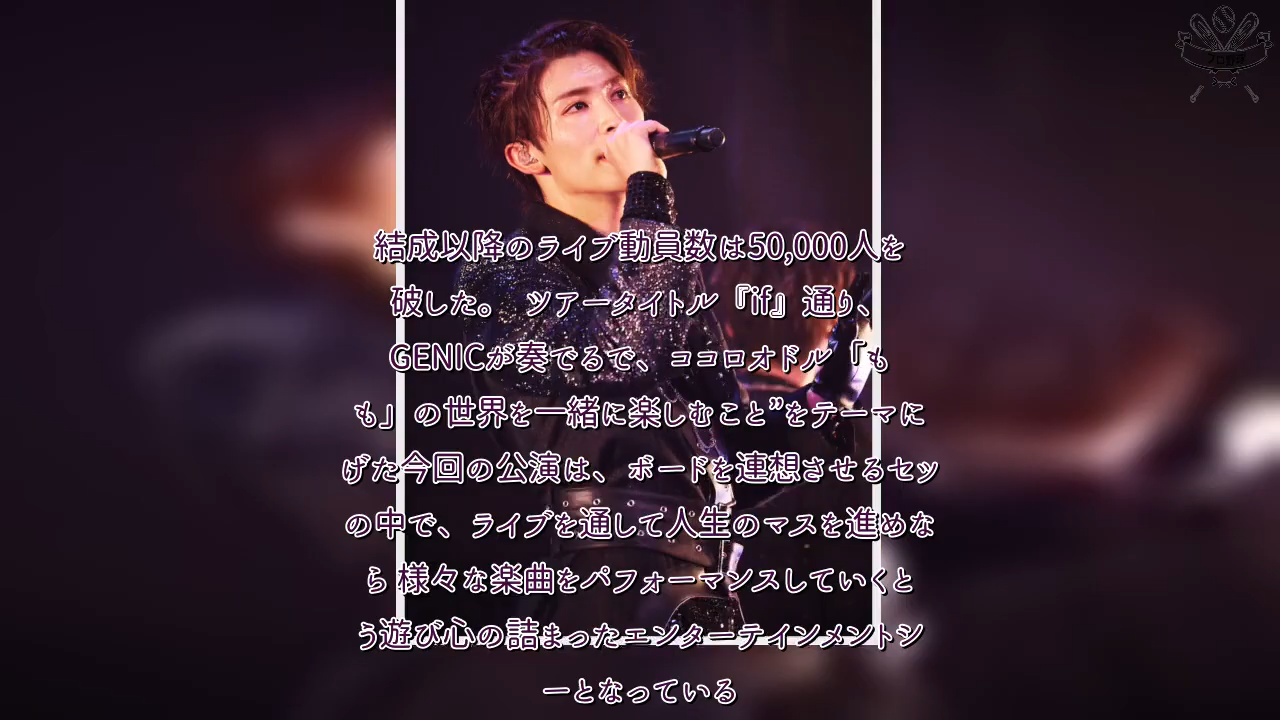 結成以降のライブ動員数は50,000人を
破した。　ツアータイトル『if』通り、
GENICが奏でるで、ココロオドル「も
も」の世界を一緒に楽しむこと”をテーマに
げた今回の公演は、ボードを連想させるセッ
の中で、ライブを通して人生のマスを進めな
ら 様々な楽曲をパフォーマンスしていくと
う遊び心の詰まったエンターテインメントシ
ーとなっている